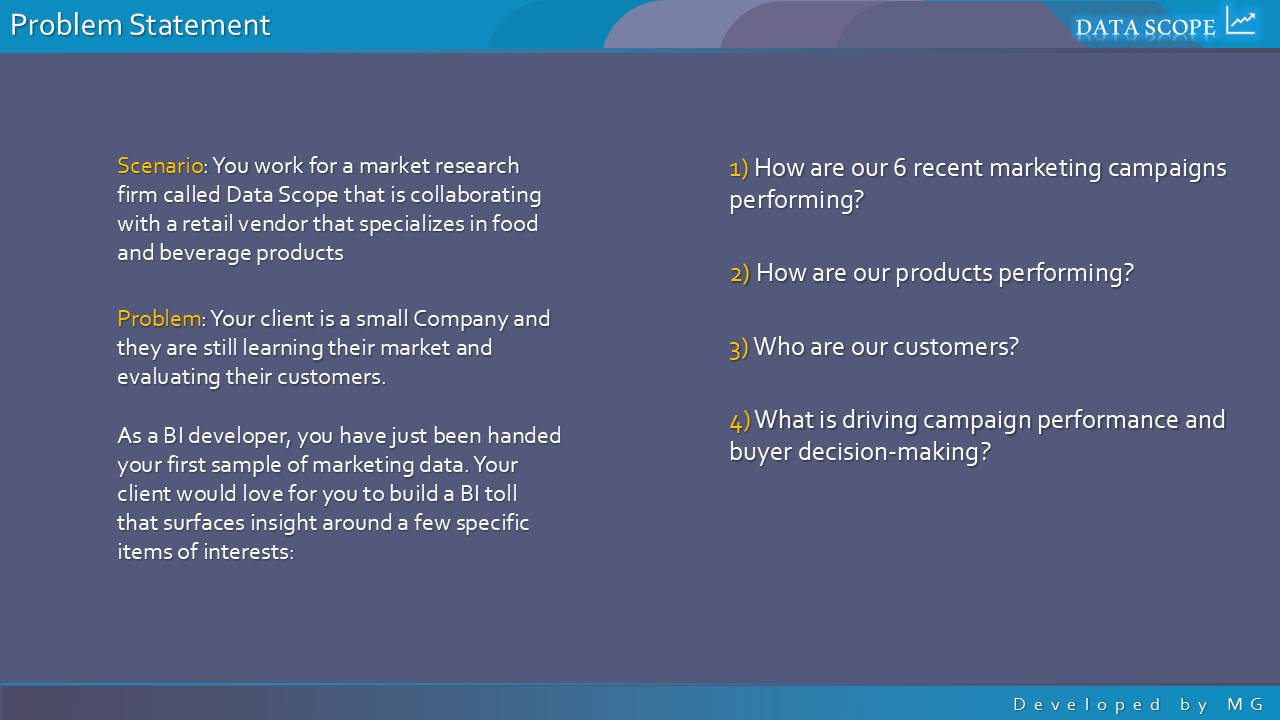 Problem Statement
DATA SCOPE
Scenario: You work for a market research
firm called Data Scope that is collaborating
with a retail vendor that specializes in food
and beverage products
Problem: Your client is a small Company and
they are still learning their market and
evaluating their customers.
As a BI developer, you have just been handed
your first sample of marketing data. Your
client would love for you to build a BI toll
that surfaces insight around a few specific
items of interests:
1) How are our 6 recent marketing campaigns
performing?
2) How are our products performing?
3) Who are our customers?
4) What is driving campaign performance and
buyer decision-making?
Developed by MG